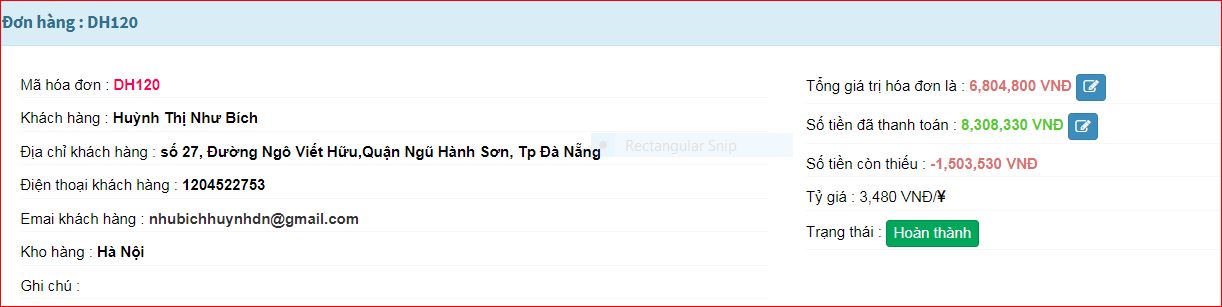 Đơn hàng : DH120
Mã hóa đơn : DH120
Khách hàng : Huỳnh Thị Như Bích
Địa chỉ khách hàng : số 27, Đường Ngô Viết Hữu,Quận Ngũ Hành Sơn, Tp Đà Nẵng
Điện thoại khách hàng : 1204522753
Emai khách hàng : nhubichhuynhdn@gmail.com
Kho hàng : Hà Nội
Ghi chú :
Rectangular Snip
Tổng giá trị hóa đơn là : 6,804,800 VNĐ
Số tiền đã thanh toán : 8,308,330 VNĐ
Số tiền còn thiếu : -1,503,530 VNĐ
Tỷ giá : 3,480 VNĐ/¥
Trạng thái : Hoàn thành